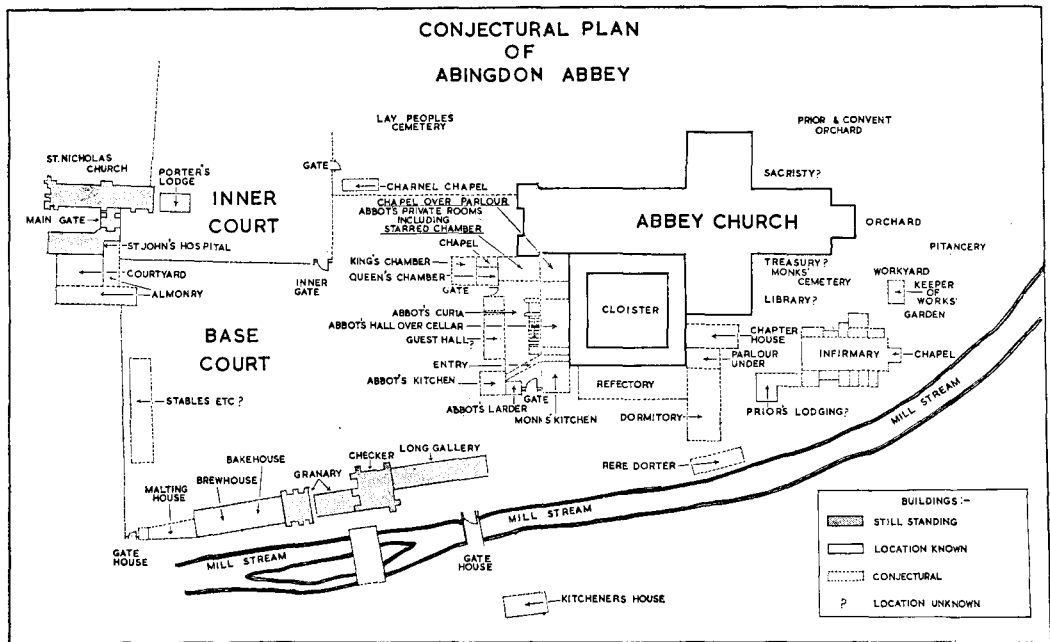 CONJECTURAL PLAN
OF
ABINGDON ABBEY
LAY PEOPLES
CEMETERY
PRIOR & CONVENT
ORCHARD
ST. NICHOLAS
CHURCH
PORTER'S
LODGE
MAIN GATE
INNER
COURT
GATE
CHARNEL CHAPEL
CHAPEL OVER PARLOUR
ABBOT'S PRIVATE ROOMS
INCLUDING
STARRED CHAMBER
CHAPEL
KING'S CHAMBER
QUEEN'S CHAMBER
GATE
SACRISTY?
ABBEY CHURCH
ORCHARD
PITANCERY
ST JOHN'S HOSPITAL
COURTYARD
ALMONRY
INNER
GATE
TREASURY?
MONKS'
CEMETERY
LIBRARY?
WORKYARD
KEEPER
OF
WORKS'
GARDEN
BASE
COURT
ABBOT'S CURIA
ABBOT'S HALL OVER CELLAR
GUEST HALL?
CLOISTER
CHAPTER
HOUSE
PARLOUR
UNDER
INFIRMARY
CHAPEL
ENTRY
ABBOT'S KITCHEN
ABBOTS LARDER
GATE
MONKS' KITCHEN
REFECTORY
DORMITORY
PRIOR'S LODGING?
STABLES ETC ?
MILL STREAM
RERE DORTER
MALTING
HOUSE
BREWHOUSE
BAKEHOUSE
GRANARY
CHECKER
LONG GALLERY
GATE
HOUSE
MILL STREAM
MILL STREAM
GATE
HOUSE
KITCHENERS HOUSE
BUILDINGS :-
STILL STANDING
LOCATION KNOWN
CONJECTURAL
? LOCATION UNKNOWN